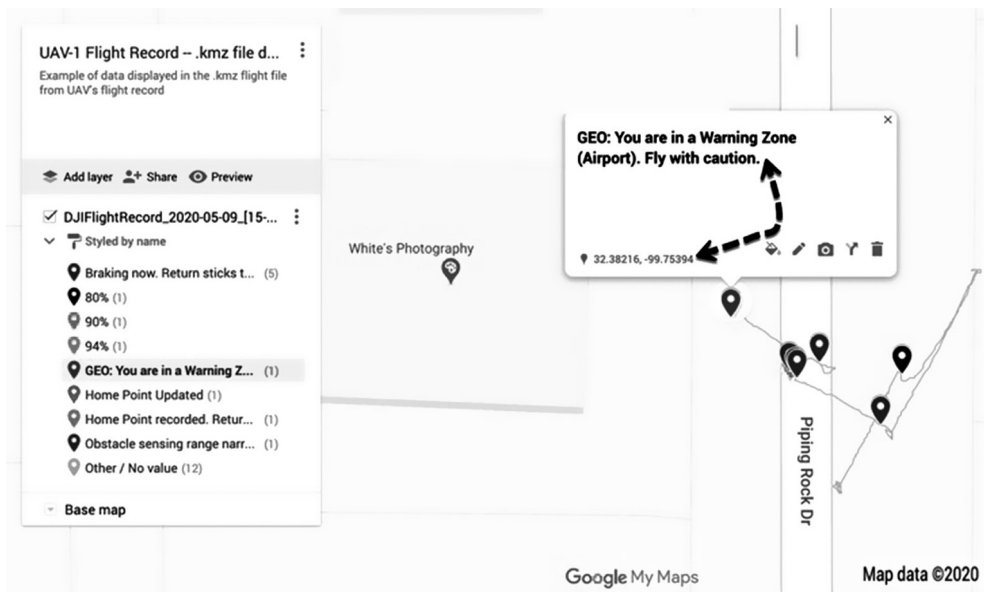 UAV-1 Flight Record -- .kmz file d...
Example of data displayed in the .kmz flight file
from UAV's flight record
Add layer
Share
Preview
DJIFlightRecord_2020-05-09_[15-...
Styled by name
Braking now. Return sticks t... (5)
80% (1)
90% (1)
94% (1)
GEO: You are in a Warning Z... (1)
Home Point Updated (1)
Home Point recorded. Retur... (1)
Obstacle sensing range narr... (1)
Other / No value (12)
Base map
White's Photography
GEO: You are in a Warning Zone
(Airport). Fly with caution.
32.38216, -99.75394
Piping Rock Dr
Google My Maps
Map data ©2020